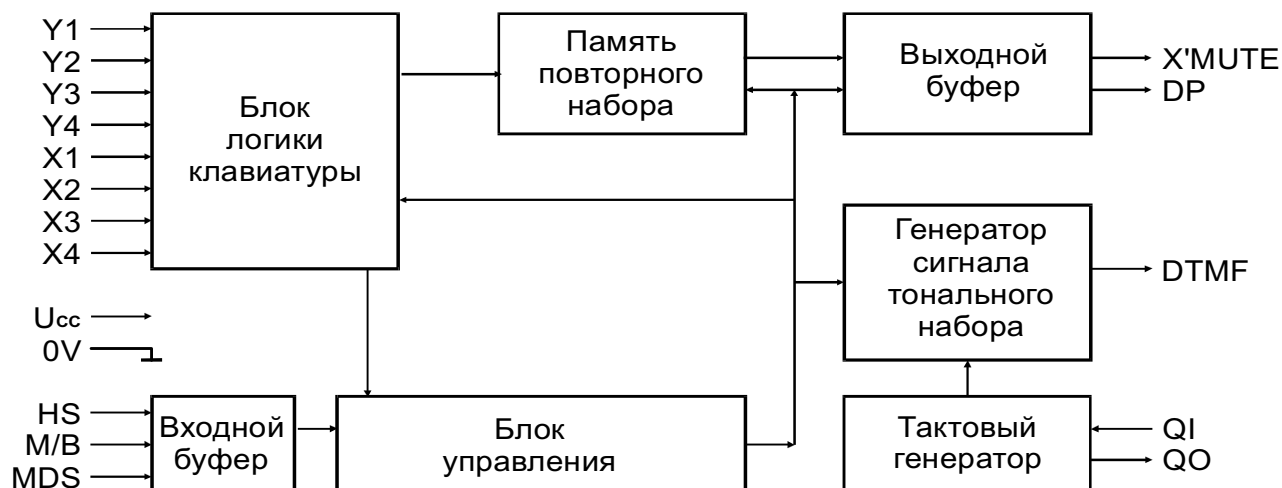 Y1
Y2
Y3
Y4
X1
X2
X3
X4
Ucc
0V
HS
M/B
MDS
Блок
логики
клавиатуры
Память
повторного
набора
Выходной
буфер
X'MUTE
DP
Генератор
сигнала
тонального
набора
DTMF
Входной
буфер
Блок
управления
Тактовый
генератор
QI
QO